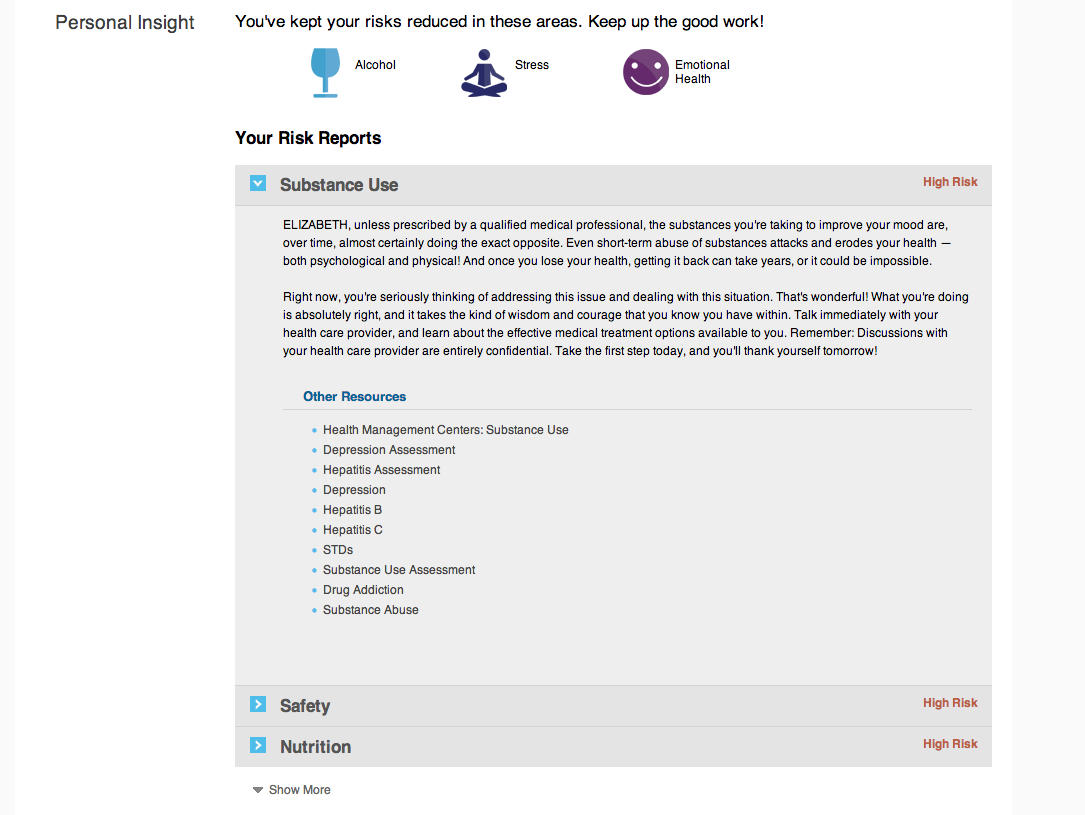 Personal Insight
You've kept your risks reduced in these areas. Keep up the good work!
Alcohol
Stress
Emotional
Health
Your Risk Reports
Substance Use
High Risk
ELIZABETH, unless prescribed by a qualified medical professional, the substances you're taking to improve your mood are,
over time, almost certainly doing the exact opposite. Even short-term abuse of substances attacks and erodes your health —
both psychological and physical! And once you lose your health, getting it back can take years, or it could be impossible.
Right now, you're seriously thinking of addressing this issue and dealing with this situation. That's wonderful! What you're doing
is absolutely right, and it takes the kind of wisdom and courage that you know you have within. Talk immediately with your
health care provider, and learn about the effective medical treatment options available to you. Remember: Discussions with
your health care provider are entirely confidential. Take the first step today, and you'll thank yourself tomorrow!
Other Resources
Health Management Centers: Substance Use
Depression Assessment
Hepatitis Assessment
Depression
Hepatitis B
Hepatitis C
STDs
Substance Use Assessment
Drug Addiction
Substance Abuse
Safety
High Risk
Nutrition
High Risk
Show More